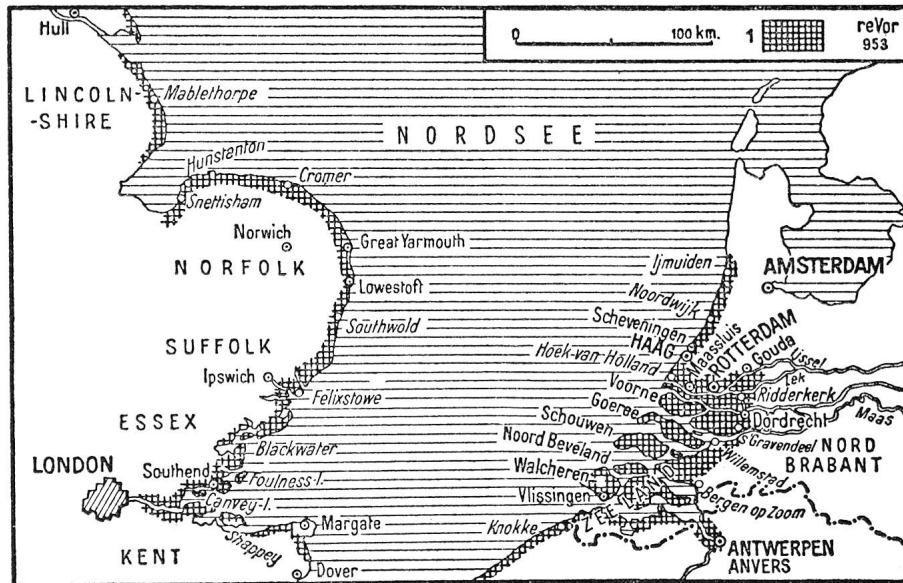 Hull
0 100 km. 1 reVor
953
LINCOLN-
-SHIRE
Mablethorpe
NORDSEE
Hunstanton
Cromer
Snettisham
Norwich
Great Yarmouth
NORFOLK
Ijmuiden
AMSTERDAM
Lowestoft
Noordwijk
Southwold
Scheveningen
HAAG
Maassluis
ROTTERDAM
Gouda
SUFFOLK
Hoek-van Holland
Ijssel
Ipswich
Felixstowe
Voorne
Lek
Ridderkerk
Goeree
ESSEX
Schouwen
Dordrecht
Maas
Blackwater
Noord Beveland
's Gravendeel
NORD
BRABANT
LONDON
Southend
Foulness-I.
Walcheren
Willemstad
Canvey-I.
Vlissingen
ZEELAND
Bergen op Zoom
Shappey
Margate
Knokke
KENT
Dover
ANTWERPEN
ANVERS